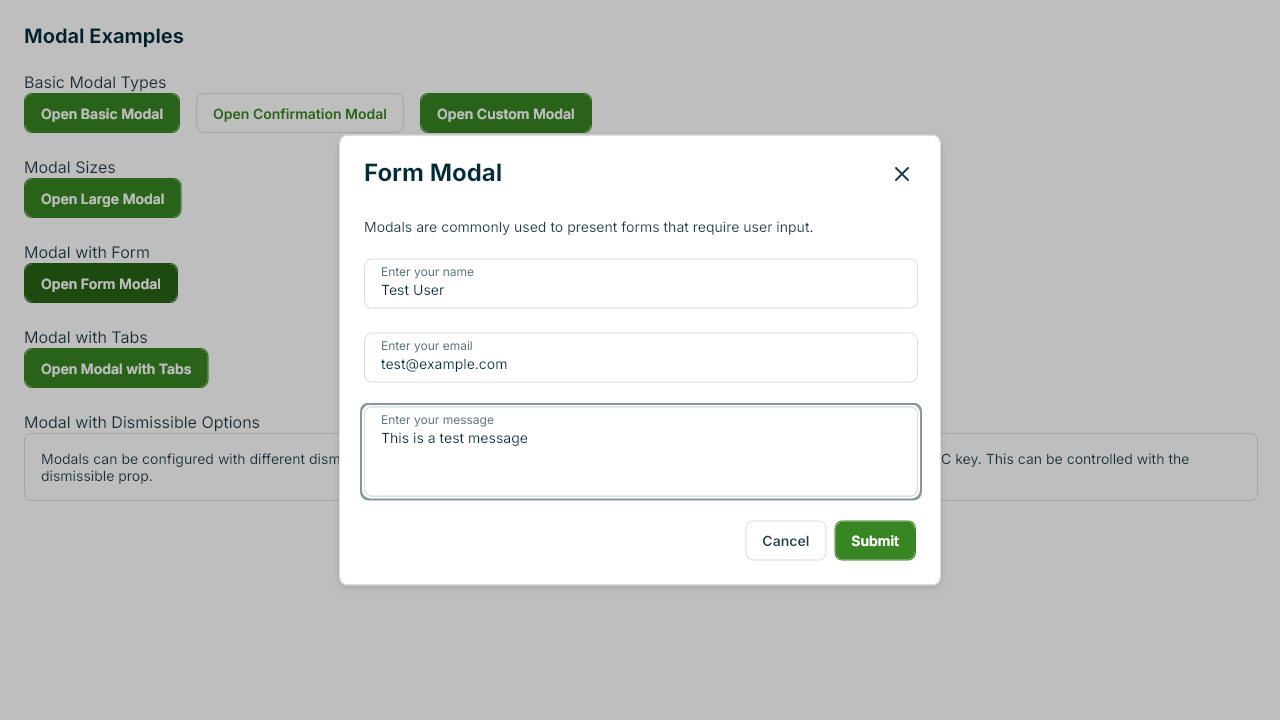 Modal Examples
Basic Modal Types
Open Basic Modal
Open Confirmation Modal
Open Custom Modal
Modal Sizes
Open Large Modal
Modal with Form
Open Form Modal
Modal with Tabs
Open Modal with Tabs
Modal with Dismissible Options
Modals can be configured with different dism
C key. This can be controlled with the
dismissible prop.
Form Modal
Modals are commonly used to present forms that require user input.
Enter your name
Test User
Enter your email
test@example.com
Enter your message
This is a test message
Cancel
Submit